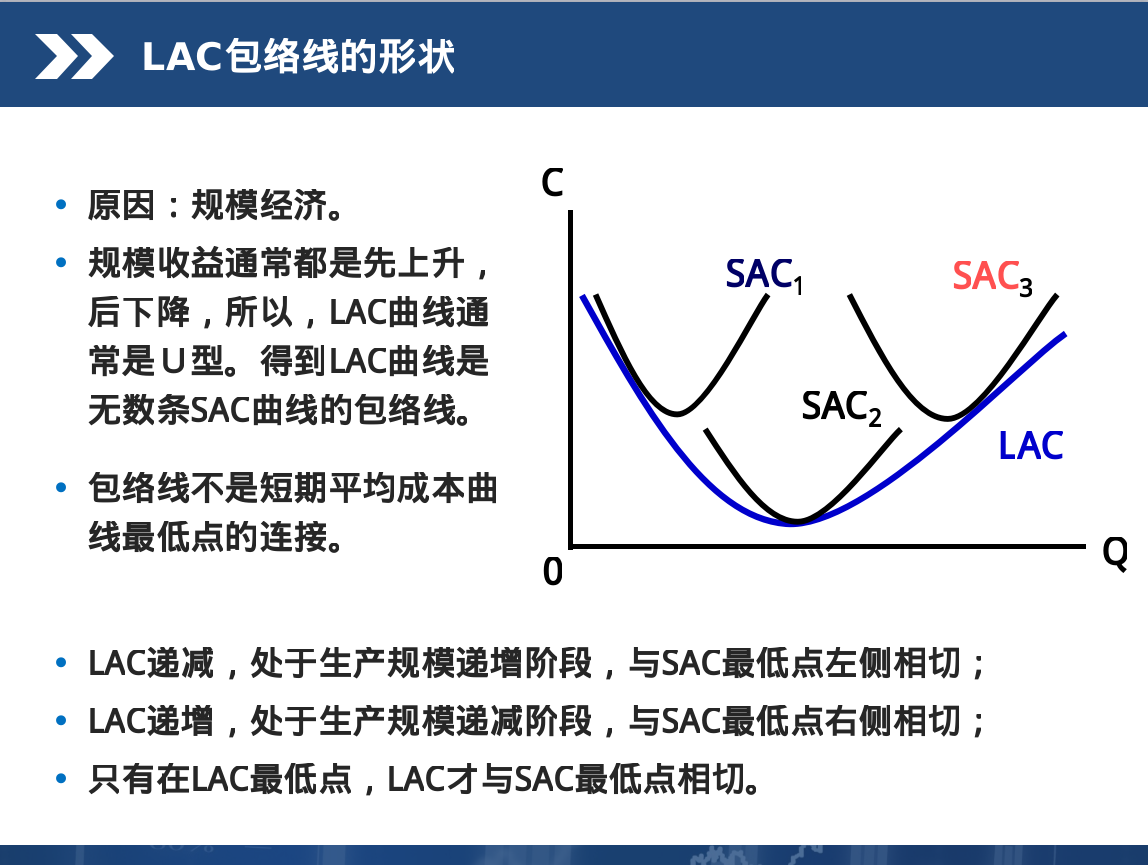 LAC包络线的形状
原因：规模经济。
规模收益通常都是先上升，
后下降，所以，LAC曲线通
常是U型。得到LAC曲线是
无数条SAC曲线的包络线。
包络线不是短期平均成本曲
线最低点的连接。
C
SAC1
SAC3
SAC2
LAC
Q
0
LAC递减，处于生产规模递增阶段，与SAC最低点左侧相切；
LAC递增，处于生产规模递减阶段，与SAC最低点右侧相切；
只有在LAC最低点，LAC才与SAC最低点相切。